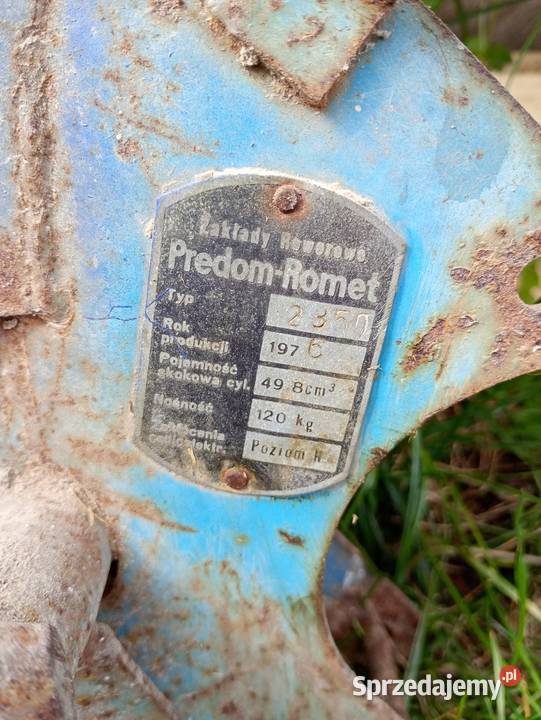 Zakłady Rowerowe
Predom-Romet
Typ 2350
Rok produkcji 1976
Pojemność skokowa cyl. 49.8cm³
Nośność 120 kg
Zakłócenia
Poziom N
Sprzedajemy.pl